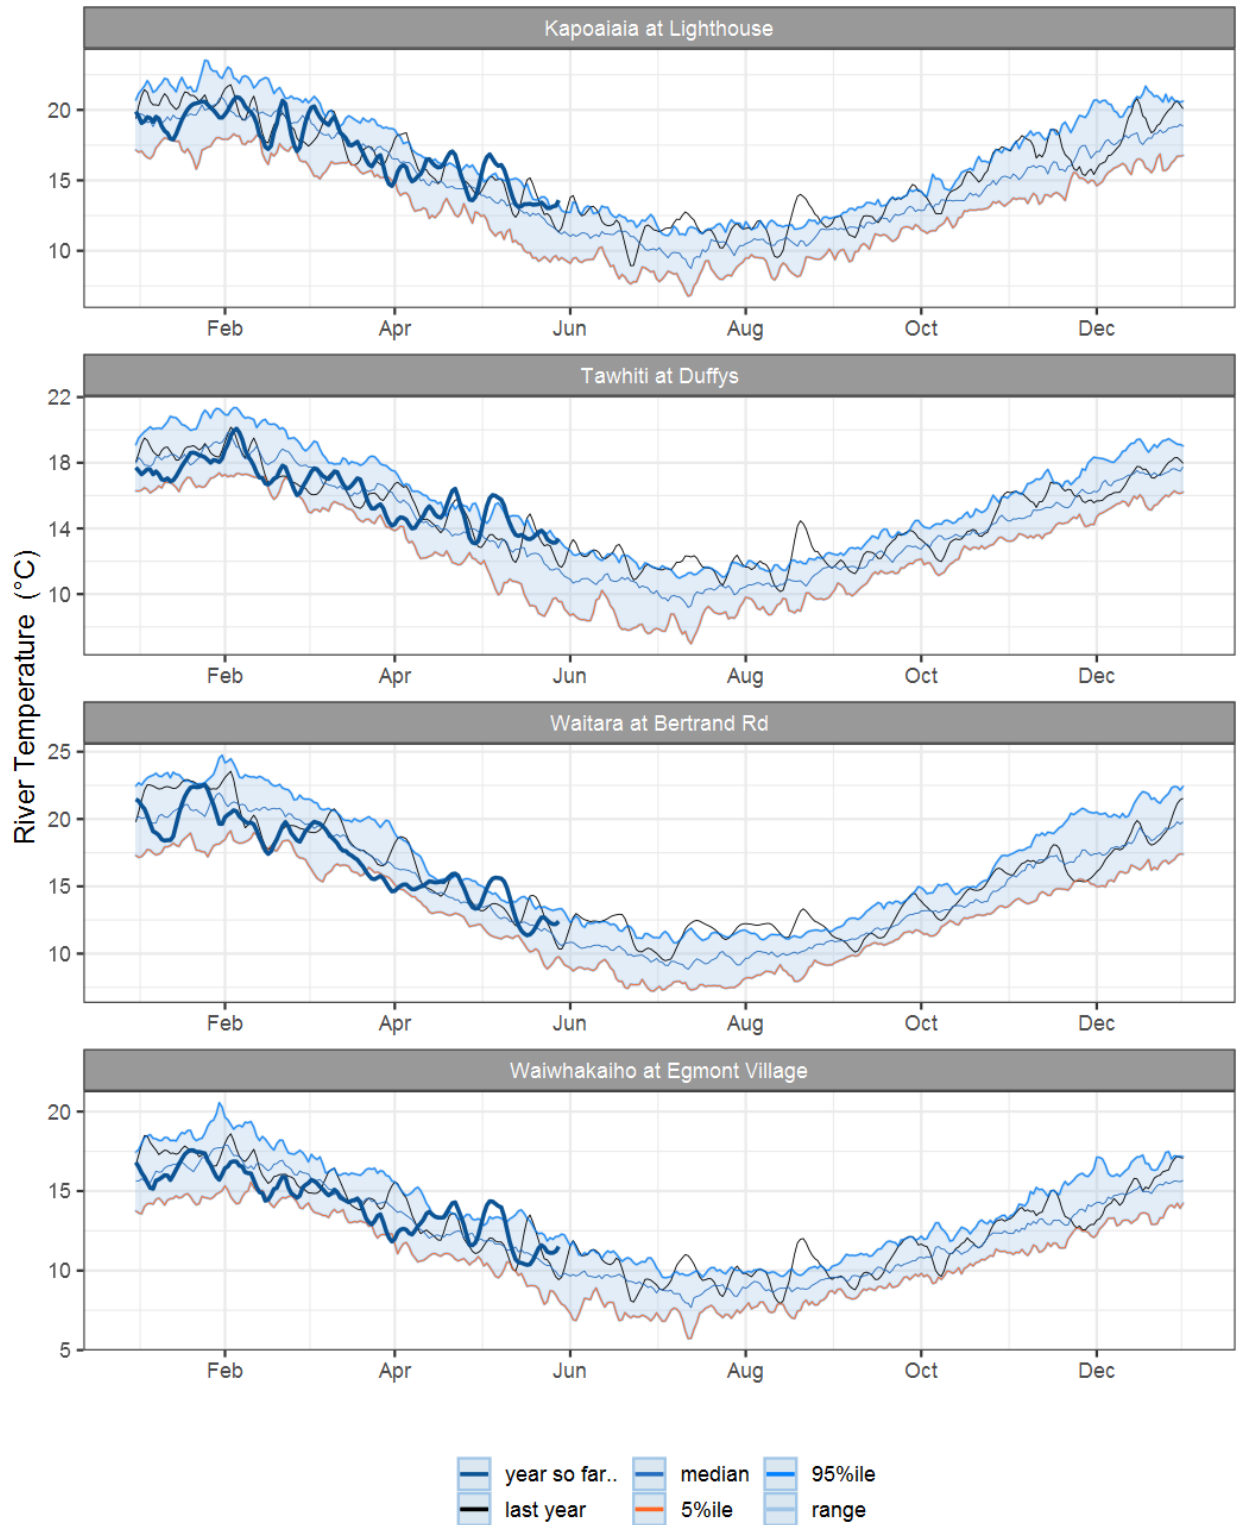 Kapoaiaia at Lighthouse
20
15
10
Feb Apr Jun Aug Oct Dec
Tawhiti at Duffys
22
18
14
10
Feb Apr Jun Aug Oct Dec
River Temperature (°C)
Waitara at Bertrand Rd
25
20
15
10
Feb Apr Jun Aug Oct Dec
Waiwhakaiho at Egmont Village
20
15
10
5
Feb Apr Jun Aug Oct Dec
year so far.. median 95%ile
last year 5%ile range